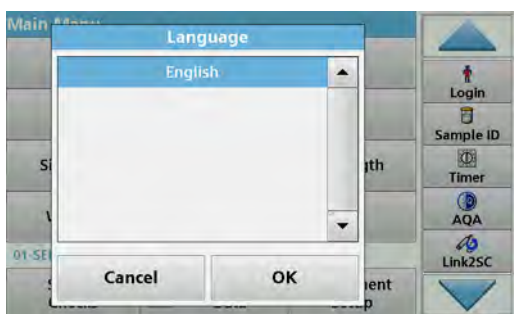 Main Menu
Language
English
Login
Sample ID
Timer
AQA
Link2SC
Cancel
OK